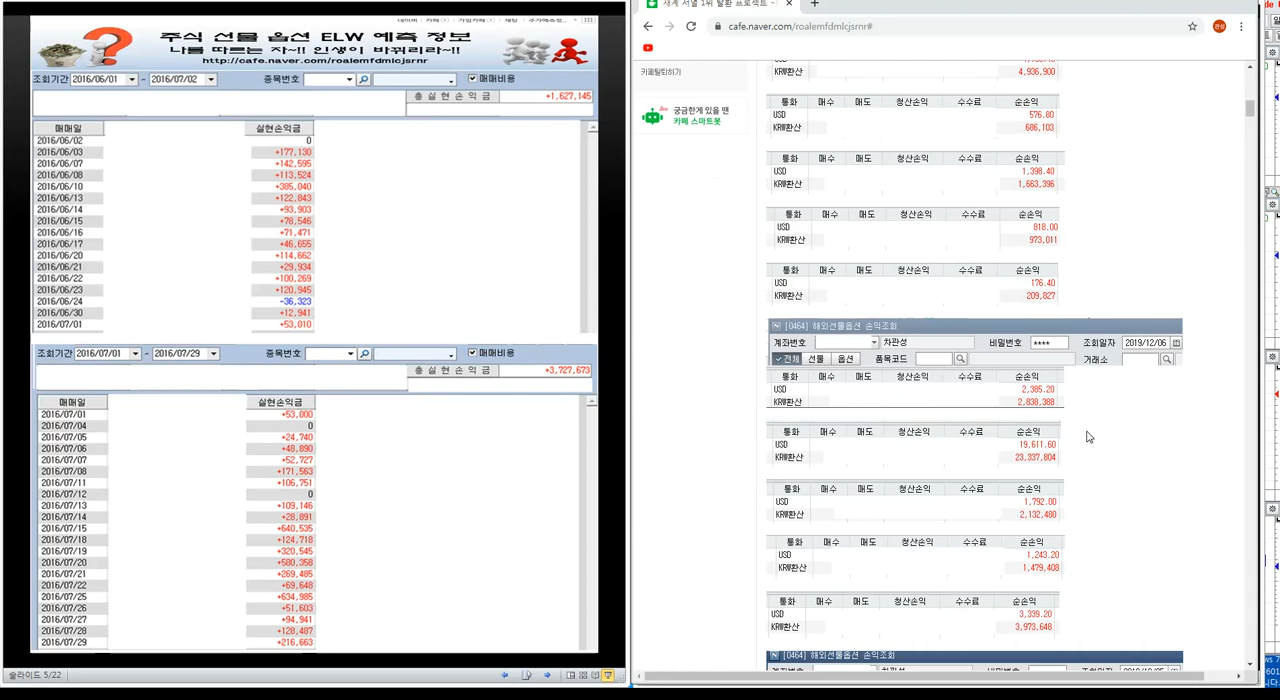 주식 선물 옵션 ELW 예측 정보
나를 따르는 자~!! 인생이 바뀌리라~!!
http://cafe.naver.com/roalemfdmlcjsrnr
조회기간 2016/06/01 ~ 2016/07/02 종목번호 매매비용
총 실 현 손 익 금 +1,627,145
매매일 실현손익금
2016/06/02 0
2016/06/03 +177,130
2016/06/07 +142,595
2016/06/08 +113,524
2016/06/10 +385,040
2016/06/13 +122,843
2016/06/14 +93,903
2016/06/15 +78,546
2016/06/16 +71,471
2016/06/17 +46,655
2016/06/20 +114,662
2016/06/21 +29,934
2016/06/22 +100,269
2016/06/23 +120,945
2016/06/24 -36,323
2016/06/30 +12,941
2016/07/01 +53,010
조회기간 2016/07/01 ~ 2016/07/29 종목번호 매매비용
총 실 현 손 익 금 +3,727,673
매매일 실현손익금
2016/07/01 +53,000
2016/07/04 0
2016/07/05 +24,740
2016/07/06 +48,890
2016/07/07 +52,727
2016/07/08 +171,563
2016/07/11 +106,751
2016/07/12 0
2016/07/13 +109,146
2016/07/14 +28,891
2016/07/15 +640,535
2016/07/18 +124,718
2016/07/19 +320,545
2016/07/20 +580,358
2016/07/21 +269,485
2016/07/22 +69,648
2016/07/25 +634,985
2016/07/26 +51,603
2016/07/27 +94,941
2016/07/28 +128,487
2016/07/29 +216,663
슬라이드 5/22
세계 서열 1위 탈환 프로젝트 -
cafe.naver.com/roalemfdmlcjsrnr#
카페탈퇴하기
궁금한게 있을 땐
카페 스마트봇
KRW환산 4,936,900
통화 매수 매도 청산손익 수수료 순손익
USD 576.80
KRW환산 686,103
통화 매수 매도 청산손익 수수료 순손익
USD 1,398.40
KRW환산 1,663,396
통화 매수 매도 청산손익 수수료 순손익
USD 818.00
KRW환산 973,011
통화 매수 매도 청산손익 수수료 순손익
USD 176.40
KRW환산 209,827
[0464] 해외선물옵션 손익조회
계좌번호 차관성 비밀번호 **** 조회일자 2019/12/06
전체 선물 옵션 품목코드 거래소
통화 매수 매도 청산손익 수수료 순손익
USD 2,385.20
KRW환산 2,838,388
통화 매수 매도 청산손익 수수료 순손익
USD 19,611.60
KRW환산 23,337,804
통화 매수 매도 청산손익 수수료 순손익
USD 1,792.00
KRW환산 2,132,480
통화 매수 매도 청산손익 수수료 순손익
USD 1,243.20
KRW환산 1,479,408
통화 매수 매도 청산손익 수수료 순손익
USD 3,339.20
KRW환산 3,973,648
[0464] 해외선물옵션 손익조회